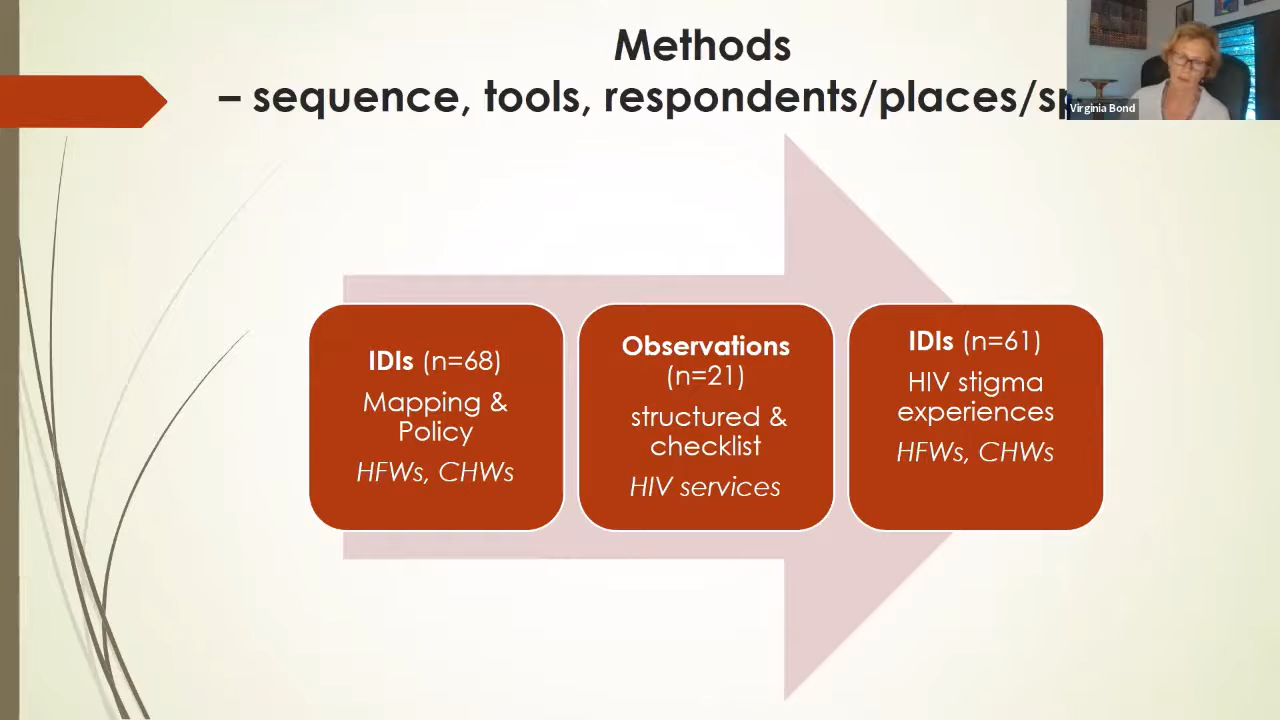 Methods
– sequence, tools, respondents/places/
Virginia Bond
IDIs (n=68)
Mapping &
Policy
HFWs, CHWs
Observations
(n=21)
structured &
checklist
HIV services
IDIs (n=61)
HIV stigma
experiences
HFWs, CHWs